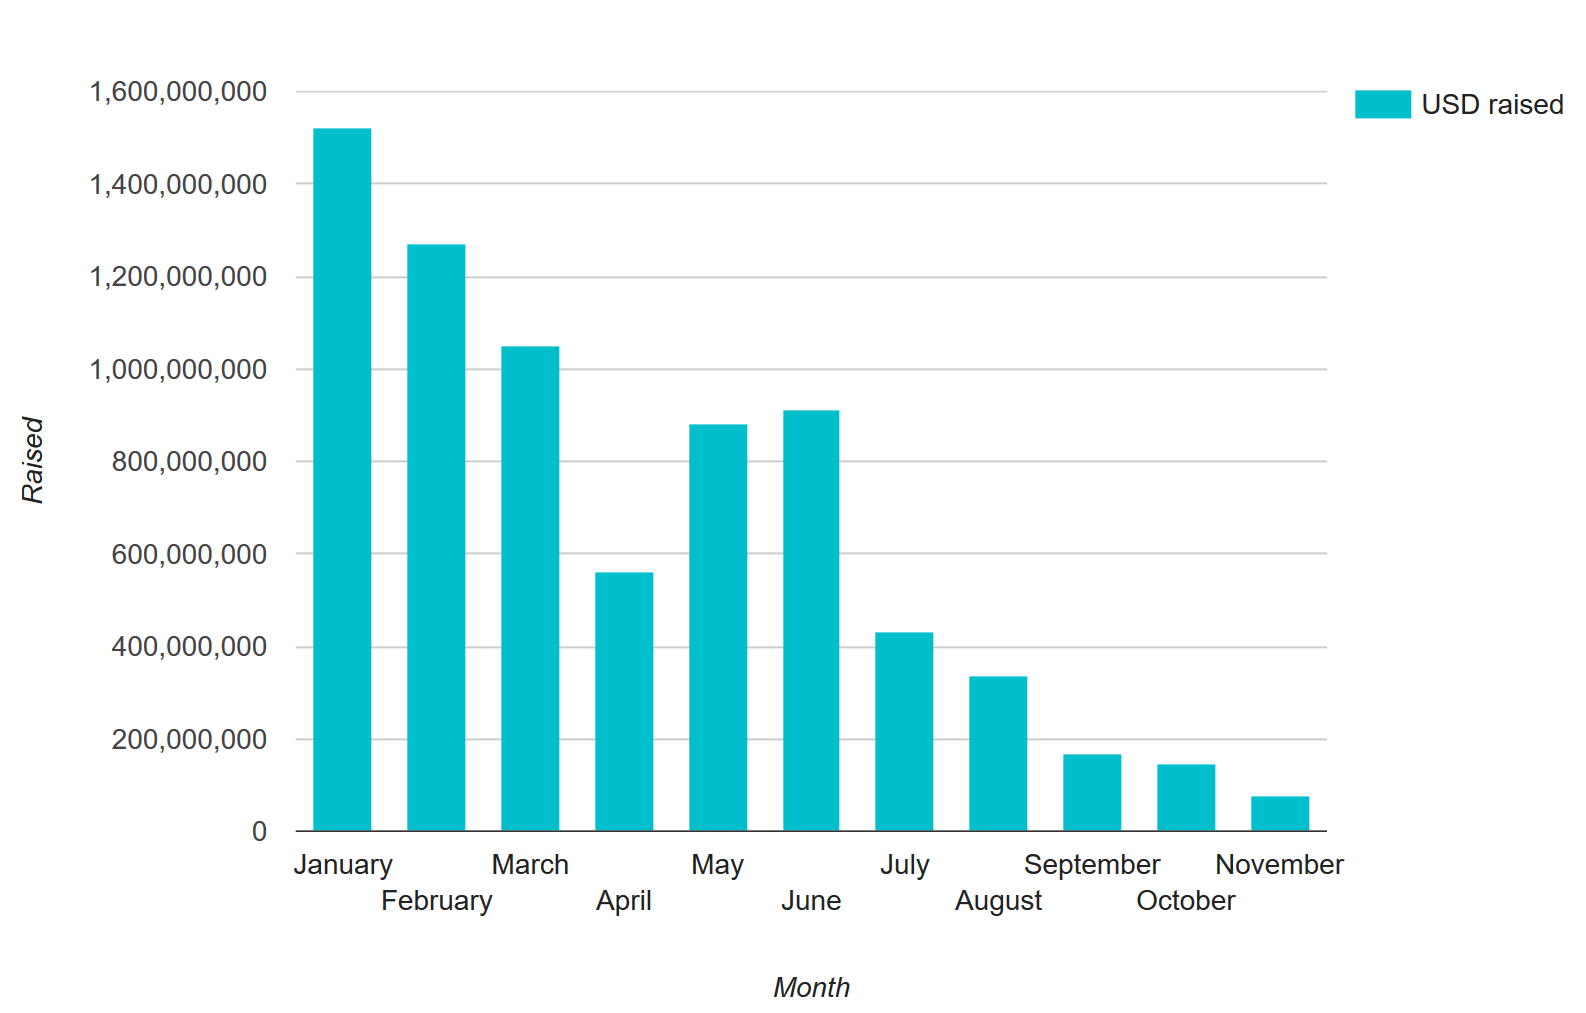 1,600,000,000
1,400,000,000
1,200,000,000
1,000,000,000
800,000,000
600,000,000
400,000,000
200,000,000
0
Raised
USD raised
January
February
March
April
May
June
July
August
September
October
November
Month